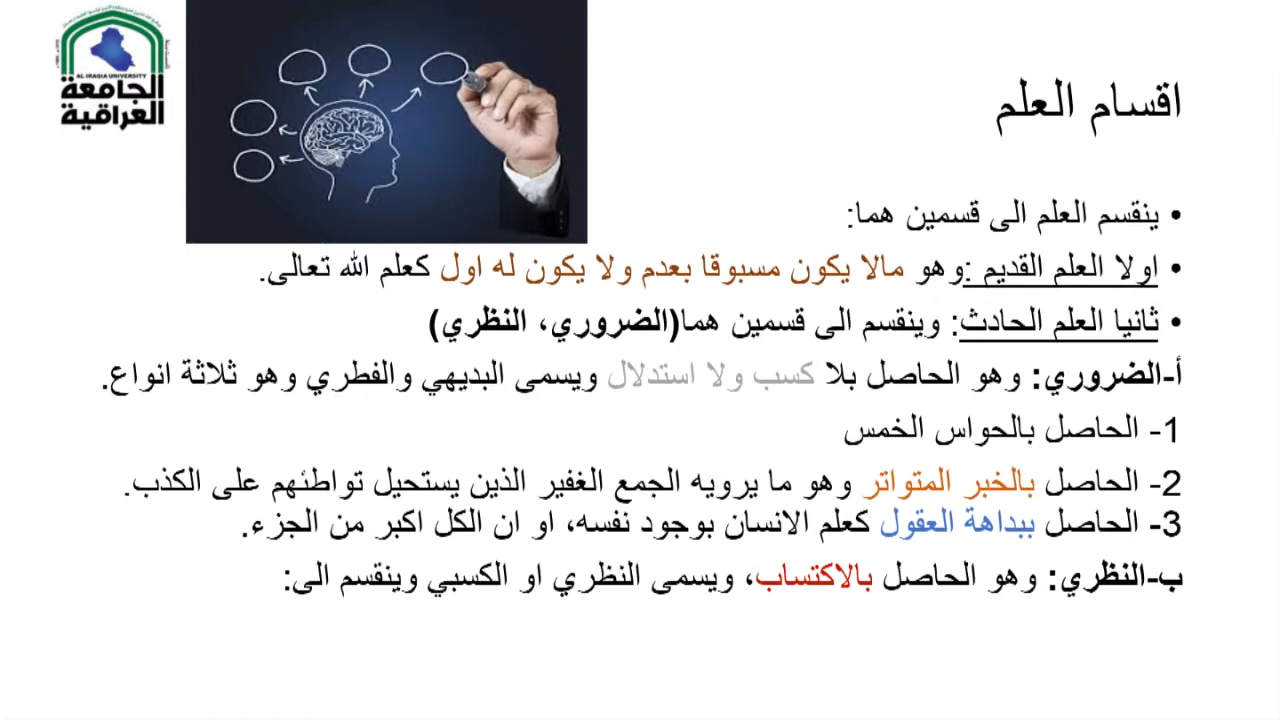 AL-IRAQIA UNIVERSITY
الجامعة
العراقية
اقسام العلم
• ينقسم العلم الى قسمين هما:
• اولا العلم القديم :وهو مالا يكون مسبوقا بعدم ولا يكون له اول كعلم الله تعالى.
• ثانيا العلم الحادث: وينقسم الى قسمين هما(الضروري، النظري)
أ-الضروري: وهو الحاصل بلا كسب ولا استدلال ويسمى البديهي والفطري وهو ثلاثة انواع.
1- الحاصل بالحواس الخمس
2- الحاصل بالخبر المتواتر وهو ما يرويه الجمع الغفير الذين يستحيل تواطئهم على الكذب.
3- الحاصل ببداهة العقول كعلم الانسان بوجود نفسه، او ان الكل اكبر من الجزء.
ب-النظري: وهو الحاصل بالاكتساب، ويسمى النظري او الكسبي وينقسم الى: